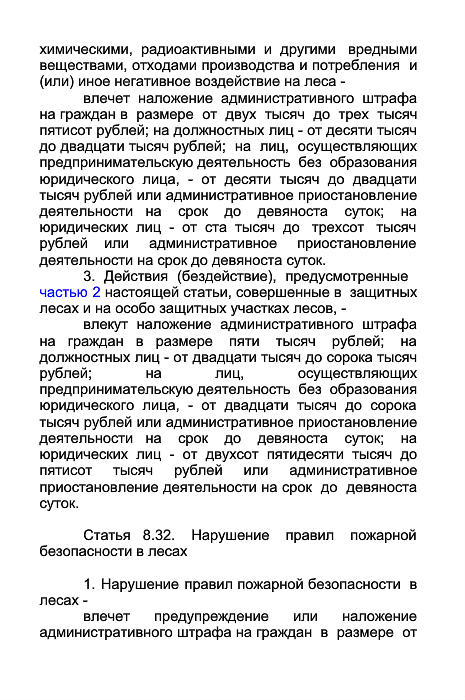 химическими, радиоактивными и другими вредными
веществами, отходами производства и потребления и
(или) иное негативное воздействие на леса -
влечет наложение административного штрафа
на граждан в размере от двух тысяч до трех тысяч
пятисот рублей; на должностных лиц - от десяти тысяч
до двадцати тысяч рублей; на лиц, осуществляющих
предпринимательскую деятельность без образования
юридического лица, - от десяти тысяч до двадцати
тысяч рублей или административное приостановление
деятельности на срок до девяноста суток; на
юридических лиц - от ста тысяч до трехсот тысяч
рублей или административное приостановление
деятельности на срок до девяноста суток.
3. Действия (бездействие), предусмотренные
частью 2 настоящей статьи, совершенные в защитных
лесах и на особо защитных участках лесов, -
влекут наложение административного штрафа
на граждан в размере пяти тысяч рублей; на
должностных лиц - от двадцати тысяч до сорока тысяч
рублей; на лиц, осуществляющих
предпринимательскую деятельность без образования
юридического лица, - от двадцати тысяч до сорока
тысяч рублей или административное приостановление
деятельности на срок до девяноста суток; на
юридических лиц - от двухсот пятидесяти тысяч до
пятисот тысяч рублей или административное
приостановление деятельности на срок до девяноста
суток.
Статья 8.32. Нарушение правил пожарной
безопасности в лесах
1. Нарушение правил пожарной безопасности в
лесах -
влечет предупреждение или наложение
административного штрафа на граждан в размере от